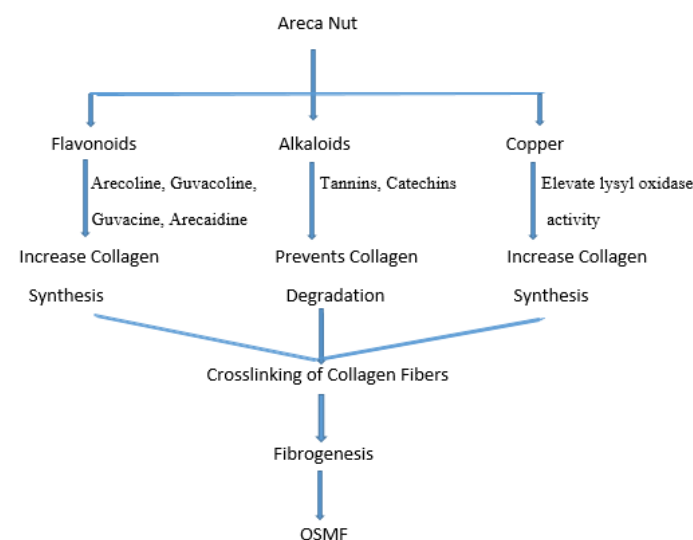 Areca Nut
Flavonoids
Alkaloids
Copper
Arecoline, Guvacoline,
Guvacine, Arecaidine
Tannins, Catechins
Elevate lysyl oxidase
activity
Increase Collagen
Synthesis
Prevents Collagen
Degradation
Increase Collagen
Synthesis
Crosslinking of Collagen Fibers
Fibrogenesis
OSMF